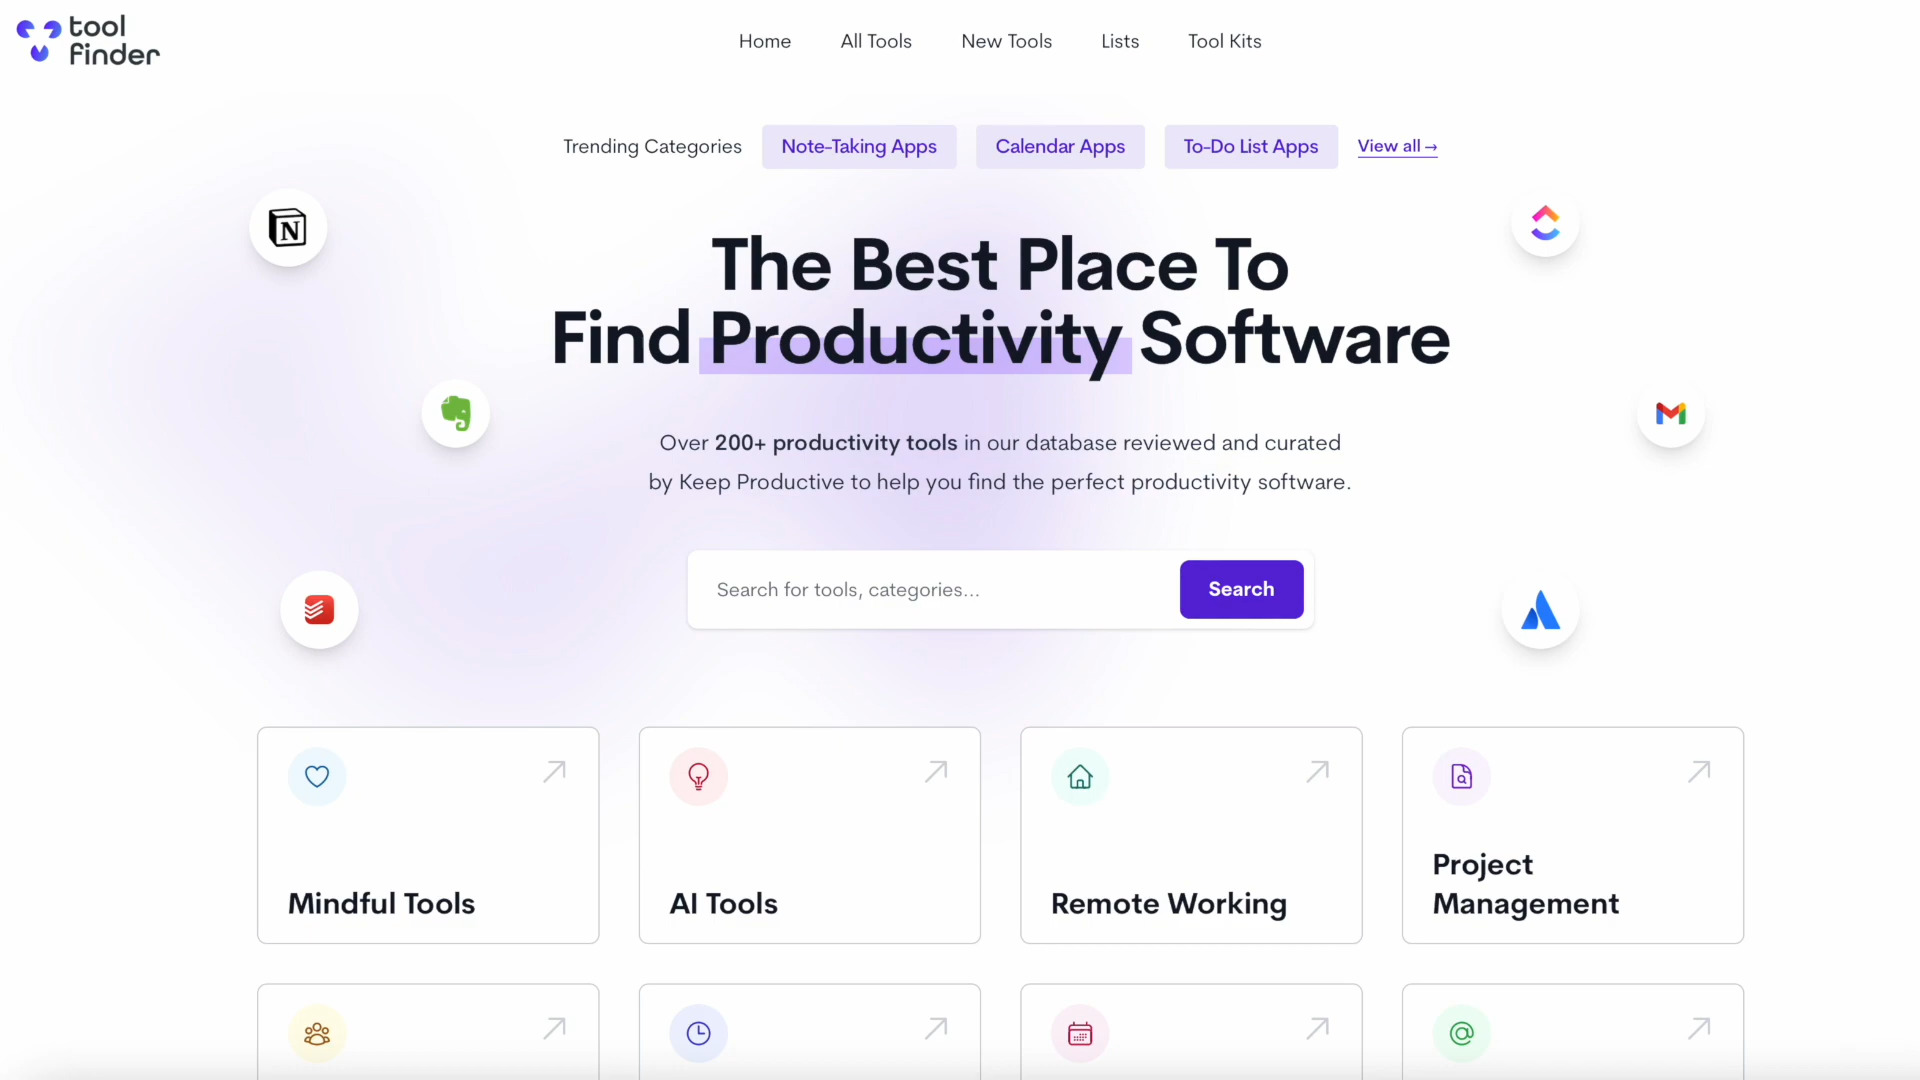 tool
finder
Home
All Tools
New Tools
Lists
Tool Kits
Trending Categories
Note-Taking Apps
Calendar Apps
To-Do List Apps
View all →
N
The Best Place To
Find Productivity Software
Over 200+ productivity tools in our database reviewed and curated
by Keep Productive to help you find the perfect productivity software.
Search for tools, categories...
Search
Mindful Tools
AI Tools
Remote Working
Project
Management